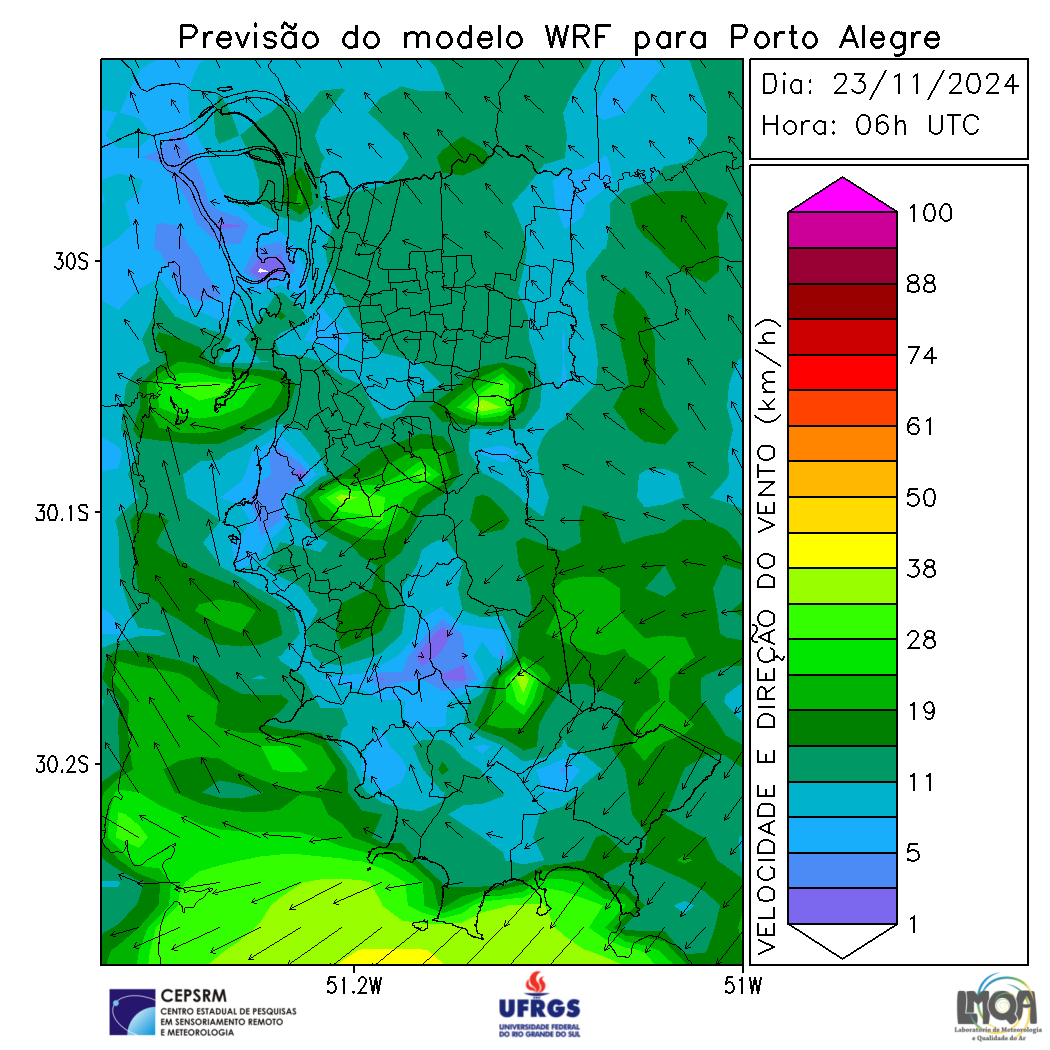 Previsão do modelo WRF para Porto Alegre
Dia: 23/11/2024
Hora: 06h UTC
30S
30.1S
30.2S
51.2W
51W
VELOCIDADE E DIREÇÃO DO VENTO (km/h)
100
88
74
61
50
38
28
19
11
5
1
CEPSRM
CENTRO ESTADUAL DE PESQUISAS
EM SENSORIAMENTO REMOTO
E METEOROLOGIA
UFRGS
UNIVERSIDADE FEDERAL
DO RIO GRANDE DO SUL
LMQA
Laboratório de Meteorologia
e Qualidade do Ar